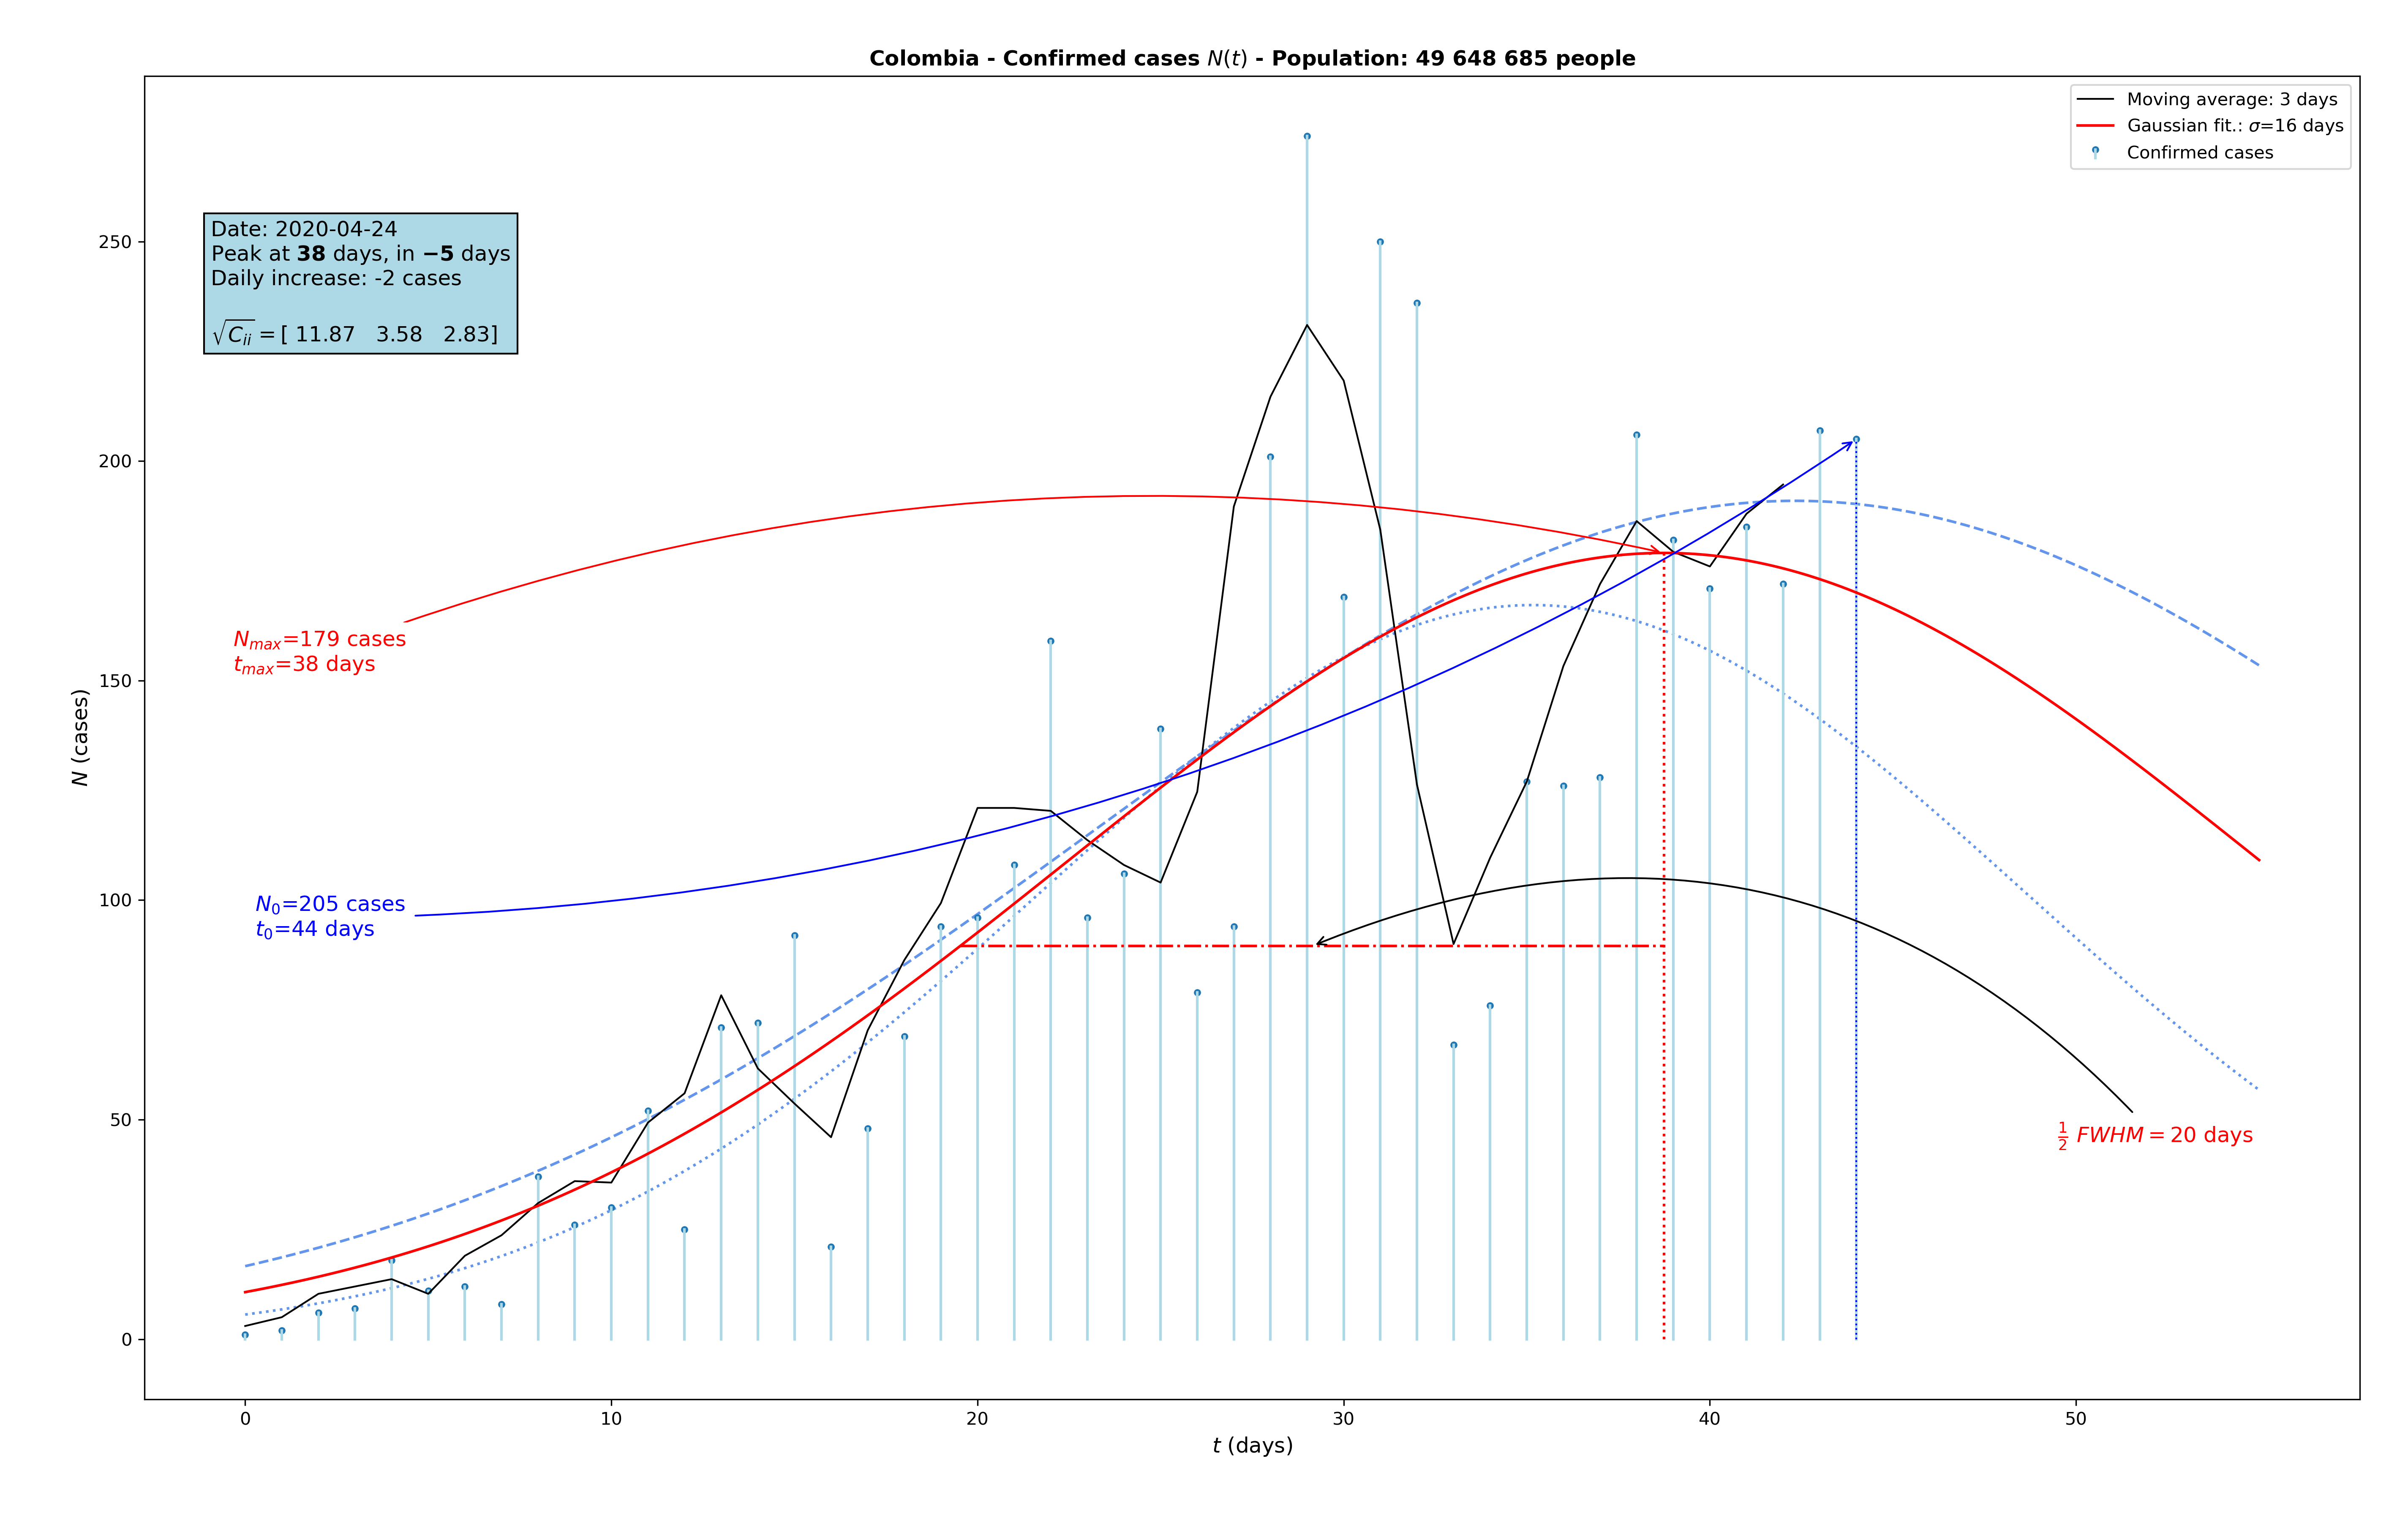 Colombia - Confirmed cases N(t) - Population: 49 648 685 people
Moving average: 3 days
Gaussian fit.: σ=16 days
Confirmed cases
Date: 2020-04-24
Peak at 38 days, in −5 days
Daily increase: -2 cases
√C_ii = [ 11.87 3.58 2.83]
N_max=179 cases
t_max=38 days
N_0=205 cases
t_0=44 days
½ FWHM = 20 days
N (cases)
250
200
150
100
50
0
0 10 20 30 40 50
t (days)